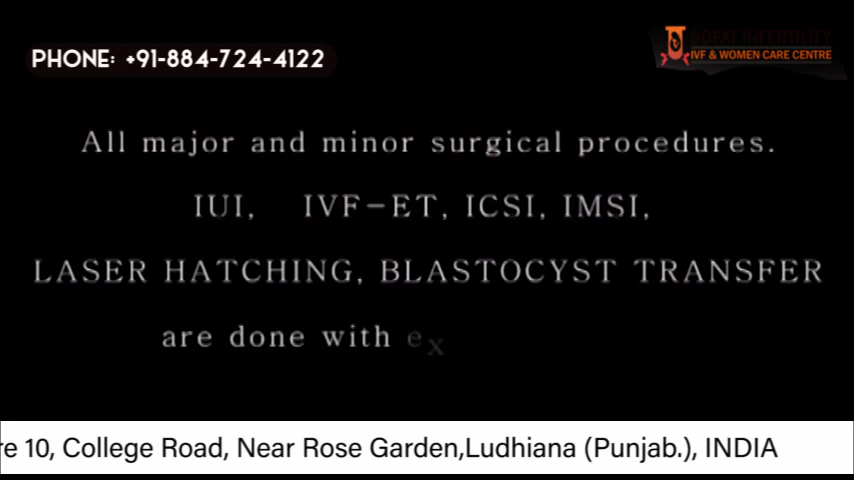 PHONE: +91-884-724-4122
SOFAT INFERTILITY
IVF & WOMEN CARE CENTRE
All major and minor surgical procedures.
IUI, IVF-ET, ICSI, IMSI,
LASER HATCHING, BLASTOCYST TRANSFER
are done with ex
re 10, College Road, Near Rose Garden,Ludhiana (Punjab.), INDIA